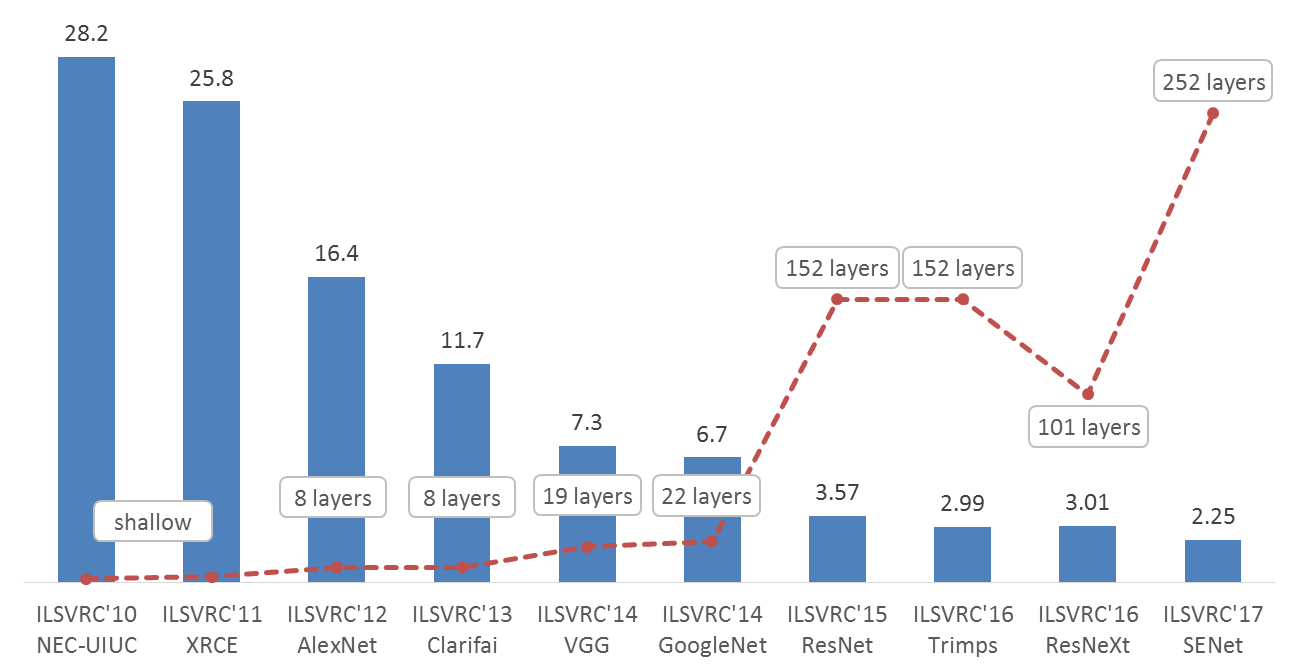 28.2
25.8
16.4
11.7
7.3
6.7
3.57
2.99
3.01
2.25
shallow
8 layers
8 layers
19 layers
22 layers
152 layers
152 layers
101 layers
252 layers
ILSVRC'10
NEC-UIUC
ILSVRC'11
XRCE
ILSVRC'12
AlexNet
ILSVRC'13
Clarifai
ILSVRC'14
VGG
ILSVRC'14
GoogleNet
ILSVRC'15
ResNet
ILSVRC'16
Trimps
ILSVRC'16
ResNeXt
ILSVRC'17
SENet